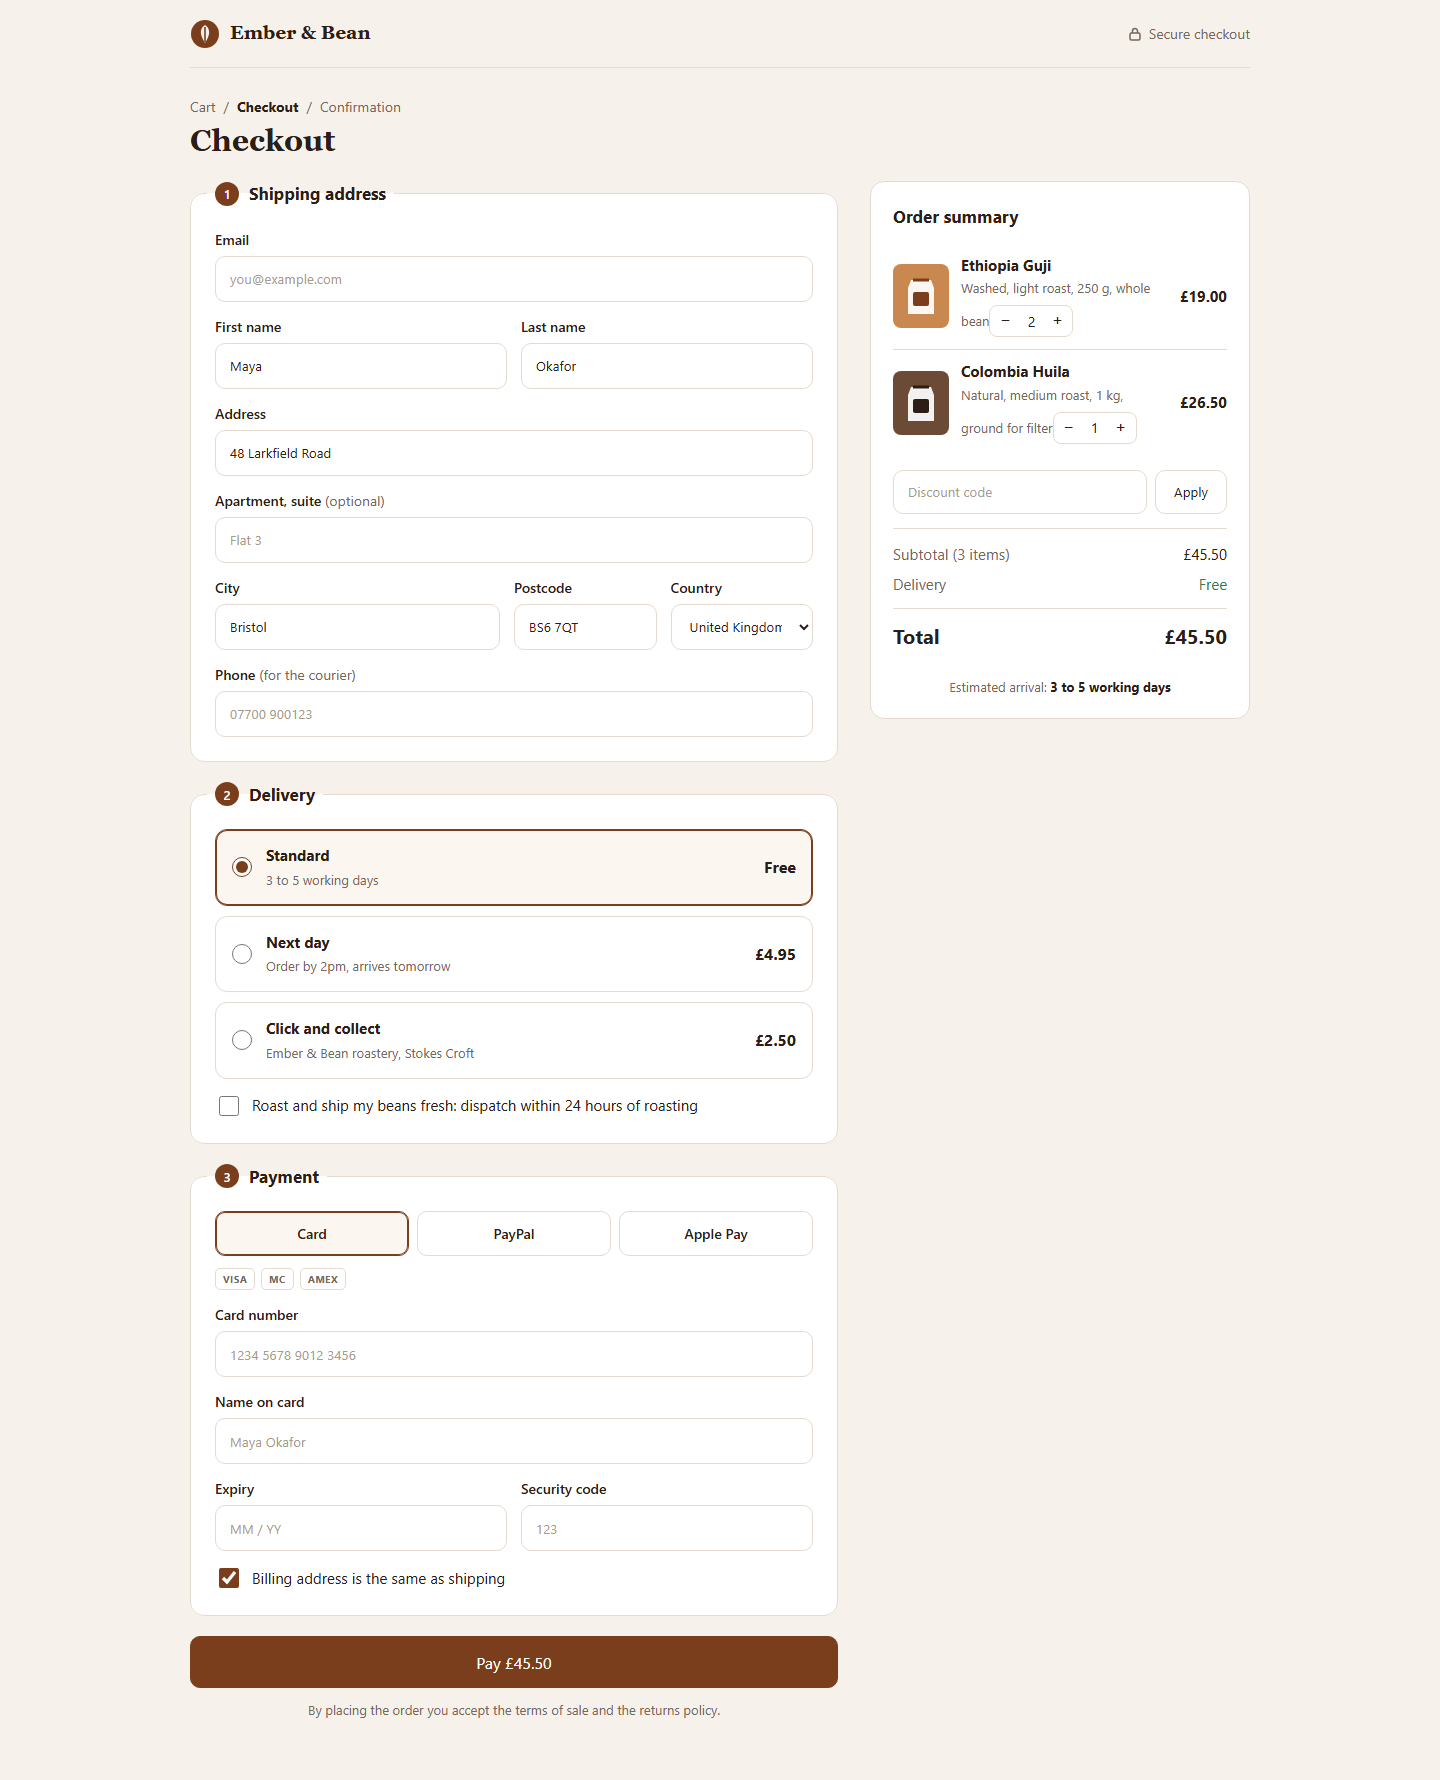 Ember & Bean
Secure checkout
Cart / Checkout / Confirmation
Checkout
1 Shipping address
Email
you@example.com
First name
Last name
Maya
Okafor
Address
48 Larkfield Road
Apartment, suite (optional)
Flat 3
City
Postcode
Country
Bristol
BS6 7QT
United Kingdom
Phone (for the courier)
07700 900123
2 Delivery
Standard
3 to 5 working days
Free
Next day
Order by 2pm, arrives tomorrow
£4.95
Click and collect
Ember & Bean roastery, Stokes Croft
£2.50
Roast and ship my beans fresh: dispatch within 24 hours of roasting
3 Payment
Card
PayPal
Apple Pay
VISA
MC
AMEX
Card number
1234 5678 9012 3456
Name on card
Maya Okafor
Expiry
Security code
MM / YY
123
Billing address is the same as shipping
Pay £45.50
By placing the order you accept the terms of sale and the returns policy.
Order summary
Ethiopia Guji
Washed, light roast, 250 g, whole
bean − 2 +
£19.00
Colombia Huila
Natural, medium roast, 1 kg,
ground for filter − 1 +
£26.50
Discount code
Apply
Subtotal (3 items)
£45.50
Delivery
Free
Total
£45.50
Estimated arrival: 3 to 5 working days